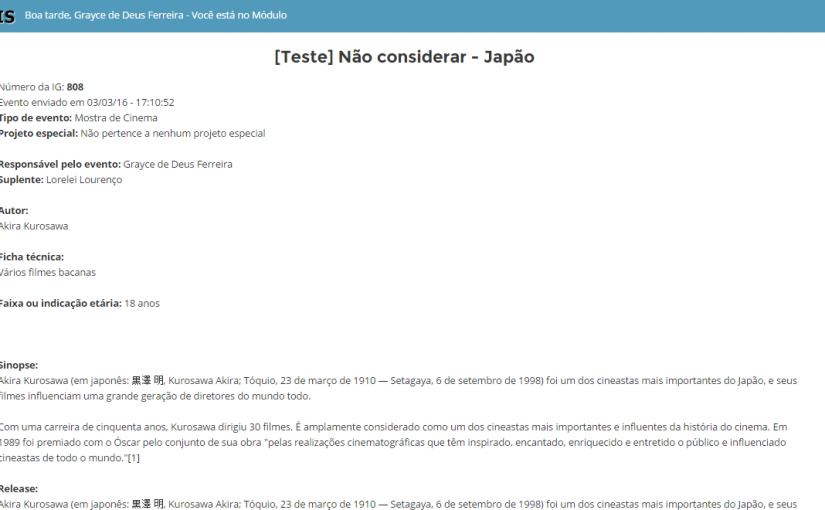 IS Boa tarde, Grayce de Deus Ferreira - Você está no Módulo
[Teste] Não considerar - Japão
Número da IG: 808
Evento enviado em 03/03/16 - 17:10:52
Tipo de evento: Mostra de Cinema
Projeto especial: Não pertence a nenhum projeto especial
Responsável pelo evento: Grayce de Deus Ferreira
Suplente: Lorelei Lourenço
Autor:
Akira Kurosawa
Ficha técnica:
Vários filmes bacanas
Faixa ou indicação etária: 18 anos
Sinopse:
Akira Kurosawa (em japonês: 黒澤 明, Kurosawa Akira; Tóquio, 23 de março de 1910 — Setagaya, 6 de setembro de 1998) foi um dos cineastas mais importantes do Japão, e seus
filmes influenciam uma grande geração de diretores do mundo todo.
Com uma carreira de cinquenta anos, Kurosawa dirigiu 30 filmes. É amplamente considerado como um dos cineastas mais importantes e influentes da história do cinema. Em
1989 foi premiado com o Óscar pelo conjunto de sua obra "pelas realizações cinematográficas que têm inspirado, encantado, enriquecido e entretido o público e influenciado
cineastas de todo o mundo."[1]
Release:
Akira Kurosawa (em japonês: 黒澤 明, Kurosawa Akira; Tóquio, 23 de março de 1910 — Setagaya, 6 de setembro de 1998) foi um dos cineastas mais importantes do Japão, e seus